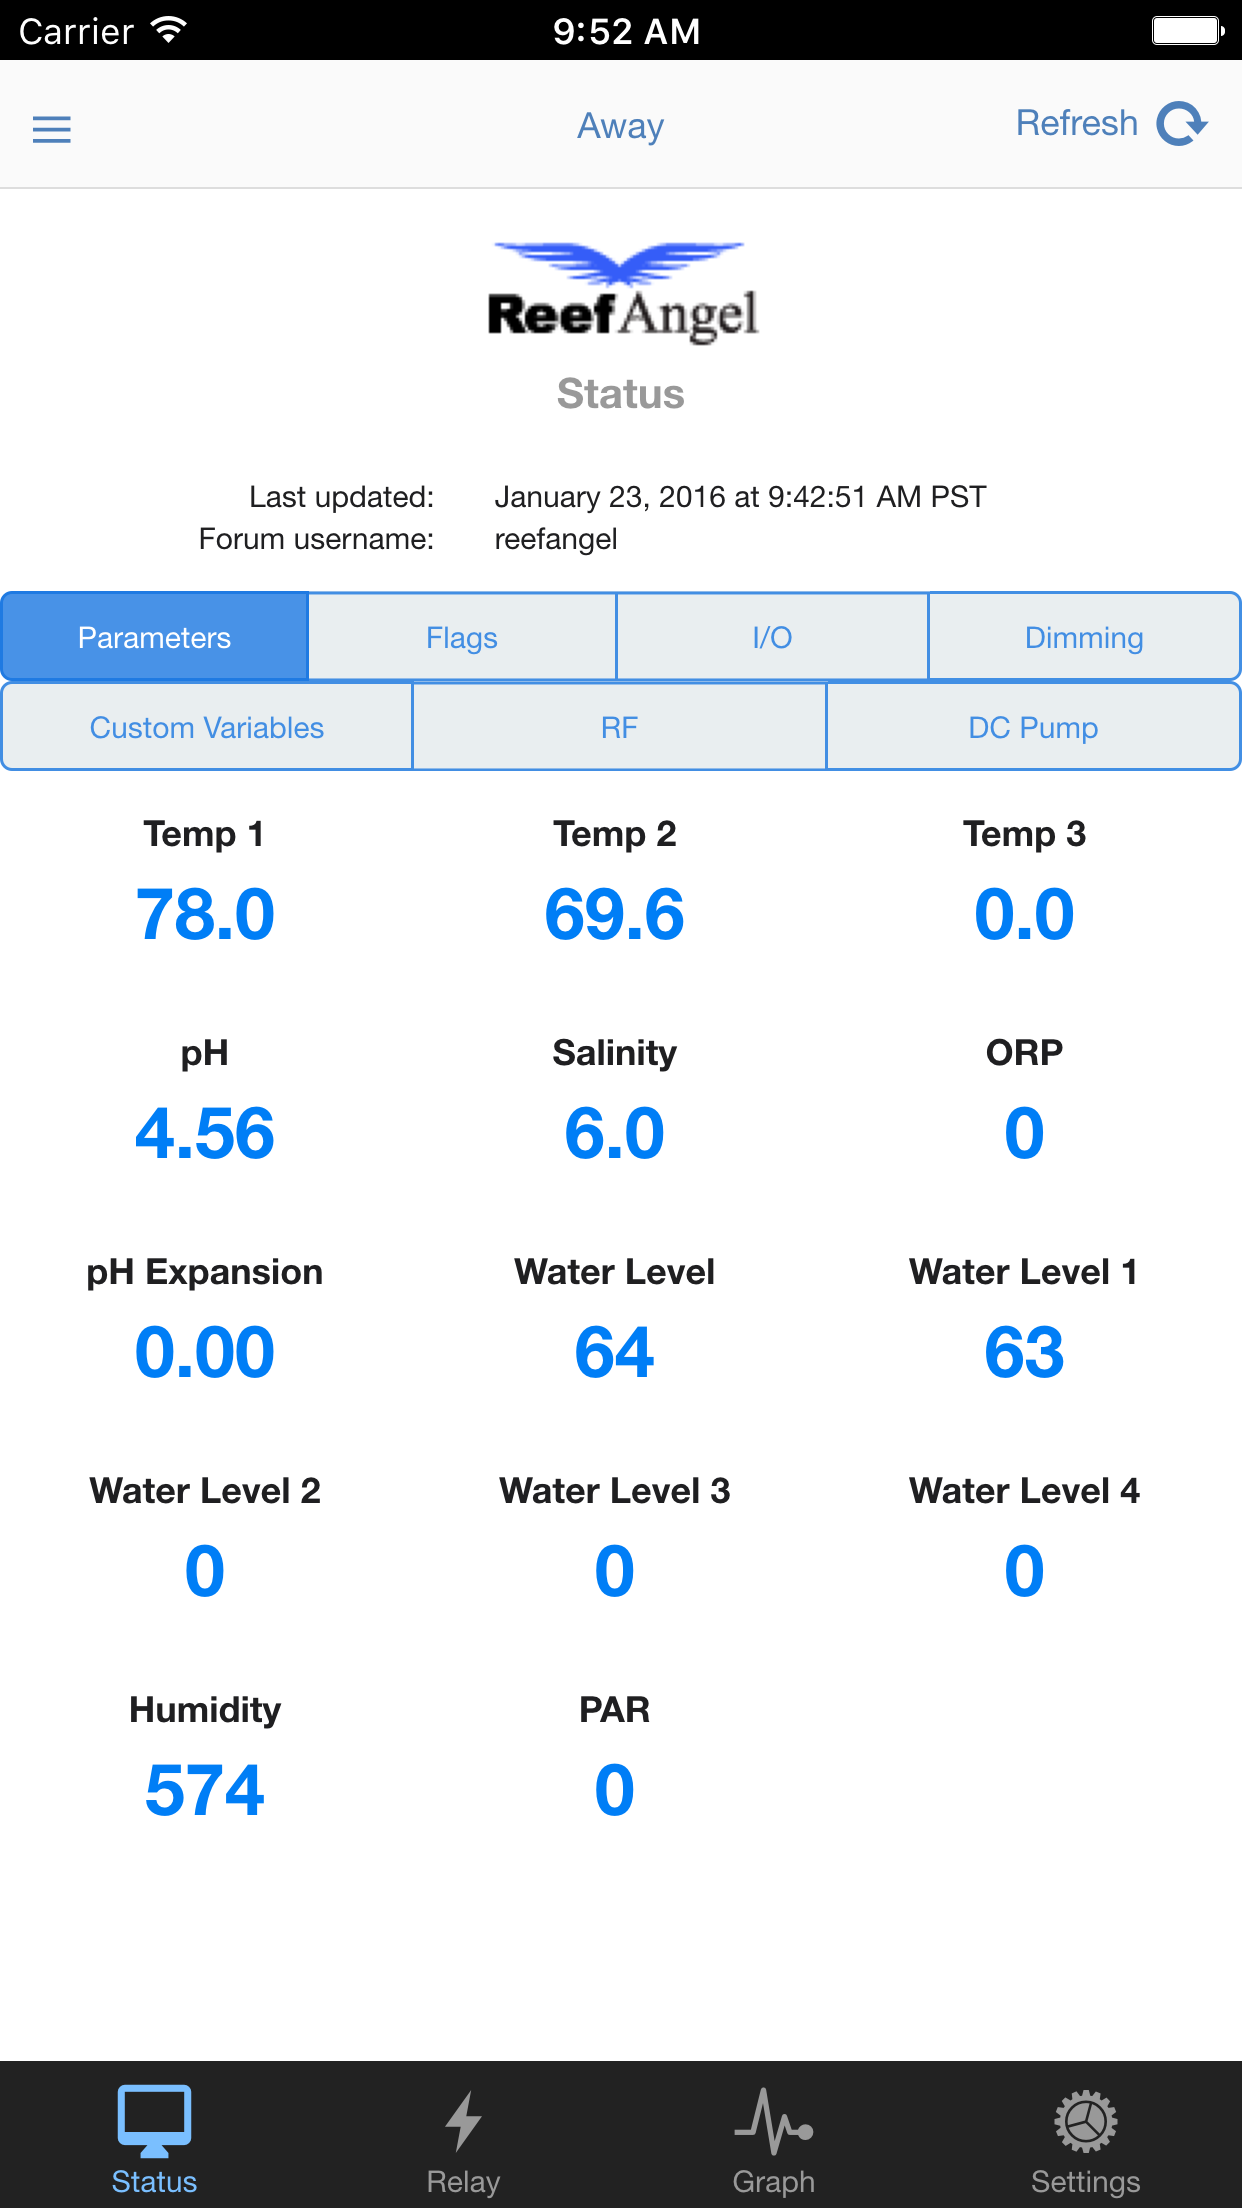 Carrier 9:52 AM
Away Refresh
ReefAngel
Status
Last updated: January 23, 2016 at 9:42:51 AM PST
Forum username: reefangel
Parameters Flags I/O Dimming
Custom Variables RF DC Pump
Temp 1 Temp 2 Temp 3
78.0 69.6 0.0
pH Salinity ORP
4.56 6.0 0
pH Expansion Water Level Water Level 1
0.00 64 63
Water Level 2 Water Level 3 Water Level 4
0 0 0
Humidity PAR
574 0
Status Relay Graph Settings